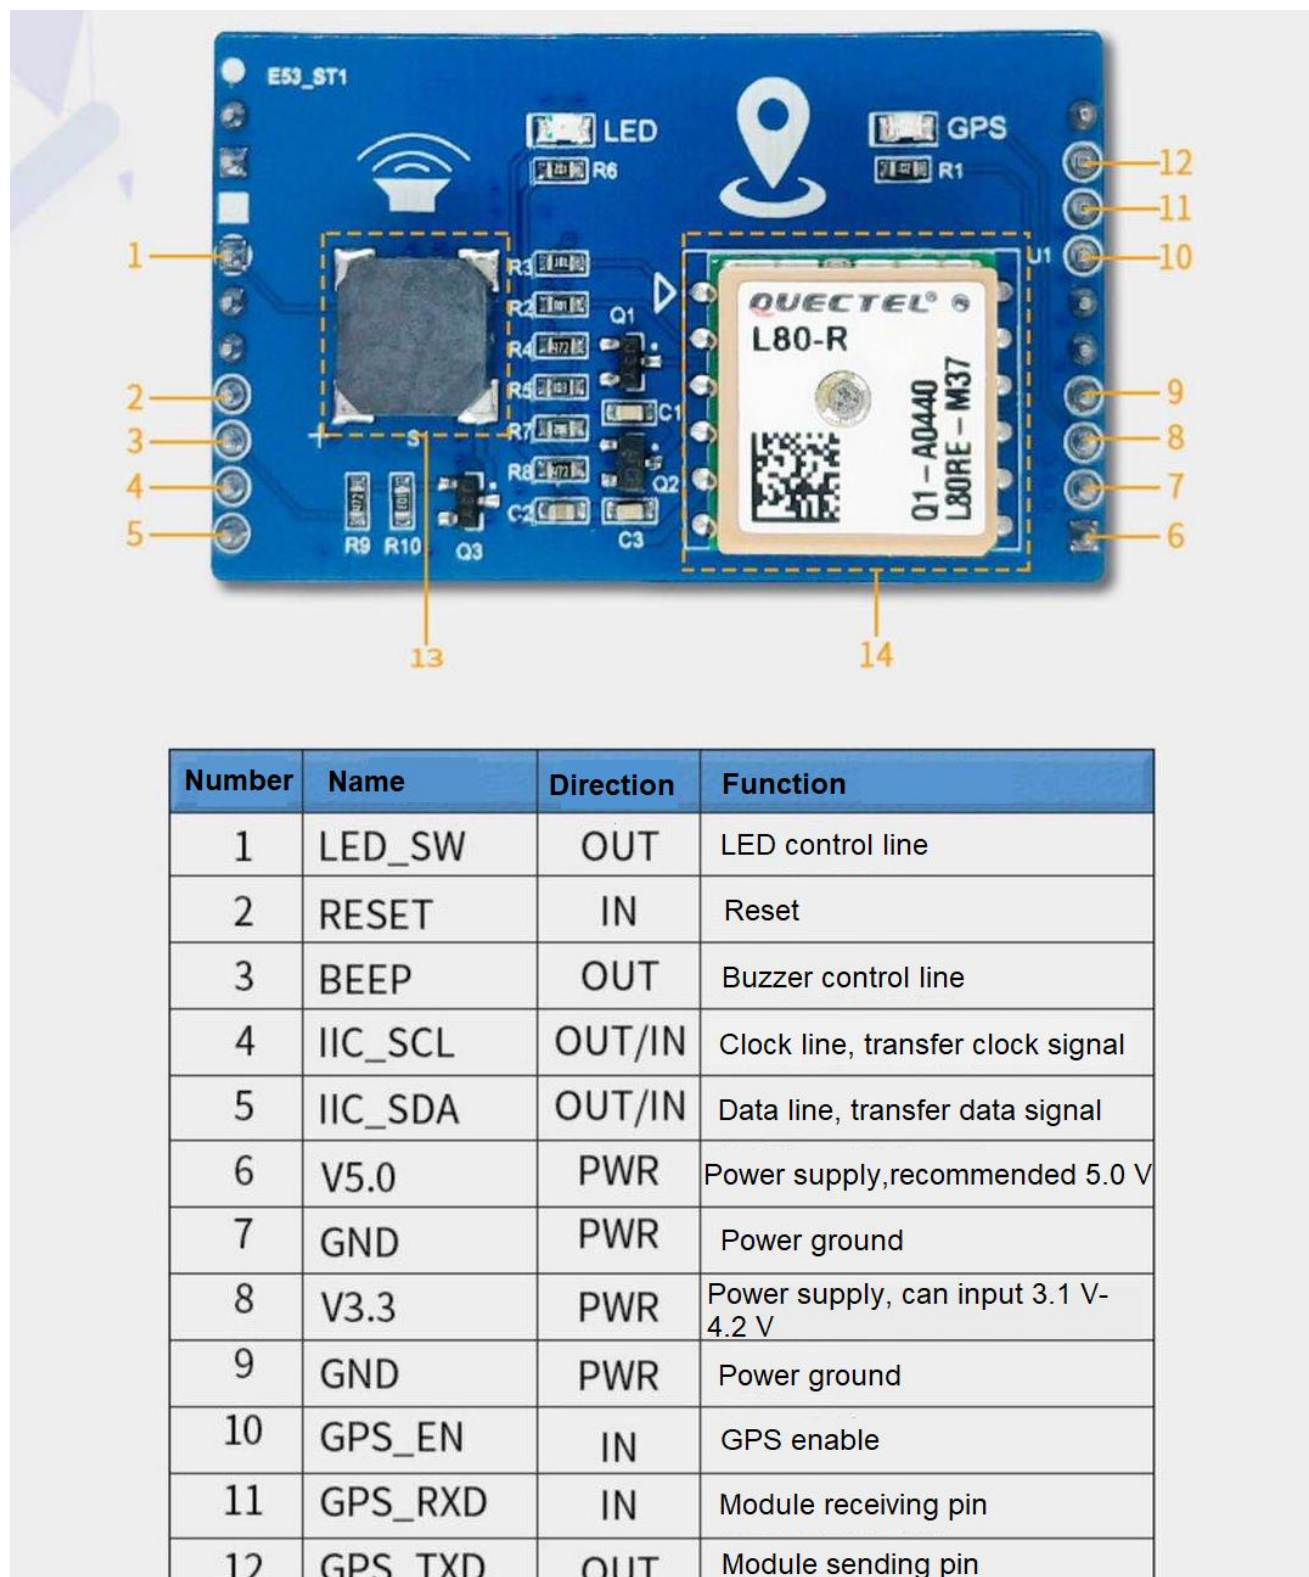 E53_ST1
LED
GPS
R6
R1
12
11
1
U1
10
R3
R2
Q1
QUECTEL®
L80-R
R4
R5
C1
Q1-A0440
L80RE-M37
2
9
3
S
R7
8
4
R8
Q2
7
5
C2
R9
R10
Q3
C3
6
13
14
Number Name Direction Function
1 LED_SW OUT LED control line
2 RESET IN Reset
3 BEEP OUT Buzzer control line
4 IIC_SCL OUT/IN Clock line, transfer clock signal
5 IIC_SDA OUT/IN Data line, transfer data signal
6 V5.0 PWR Power supply,recommended 5.0 V
7 GND PWR Power ground
8 V3.3 PWR Power supply, can input 3.1 V-
4.2 V
9 GND PWR Power ground
10 GPS_EN IN GPS enable
11 GPS_RXD IN Module receiving pin
12 GPS_TXD OUT Module sending pin